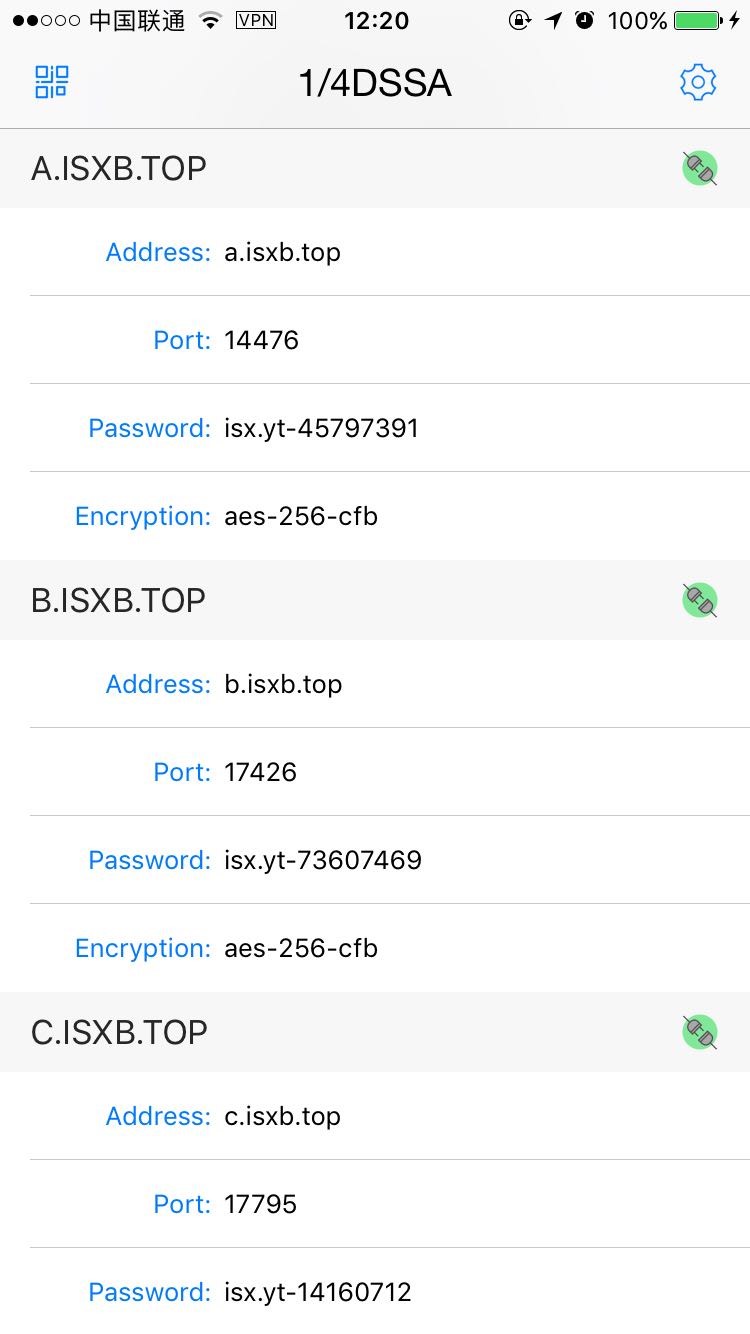 中国联通 VPN 12:20 100%
1/4DSSA
A.ISXB.TOP
Address: a.isxb.top
Port: 14476
Password: isx.yt-45797391
Encryption: aes-256-cfb
B.ISXB.TOP
Address: b.isxb.top
Port: 17426
Password: isx.yt-73607469
Encryption: aes-256-cfb
C.ISXB.TOP
Address: c.isxb.top
Port: 17795
Password: isx.yt-14160712